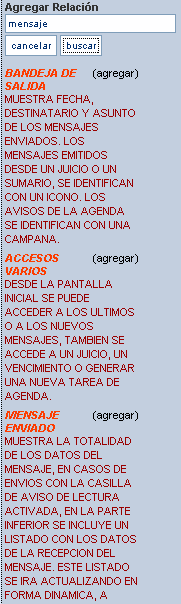 Agregar Relación
mensaje
cancelar buscar
BANDEJA DE (agregar)
SALIDA
MUESTRA FECHA,
DESTINATARIO Y ASUNTO
DE LOS MENSAJES
ENVIADOS. LOS
MENSAJES EMITIDOS
DESDE UN JUICIO O UN
SUMARIO, SE IDENTIFICAN
CON UN ICONO. LOS
AVISOS DE LA AGENDA
SE IDENTIFICAN CON UNA
CAMPANA.
ACCESOS (agregar)
VARIOS
DESDE LA PANTALLA
INICIAL SE PUEDE
ACCEDER A LOS ULTIMOS
O A LOS NUEVOS
MENSAJES, TAMBIEN SE
ACCEDE A UN JUICIO, UN
VENCIMIENTO O GENERAR
UNA NUEVA TAREA DE
AGENDA.
MENSAJE (agregar)
ENVIADO
MUESTRA LA TOTALIDAD
DE LOS DATOS DEL
MENSAJE, EN CASOS DE
ENVIOS CON LA CASILLA
DE AVISO DE LECTURA
ACTIVADA, EN LA PARTE
INFERIOR SE INCLUYE UN
LISTADO CON LOS DATOS
DE LA RECEPCION DEL
MENSAJE. ESTE LISTADO
SE IRA ACTUALIZANDO EN
FORMA DINAMICA, A